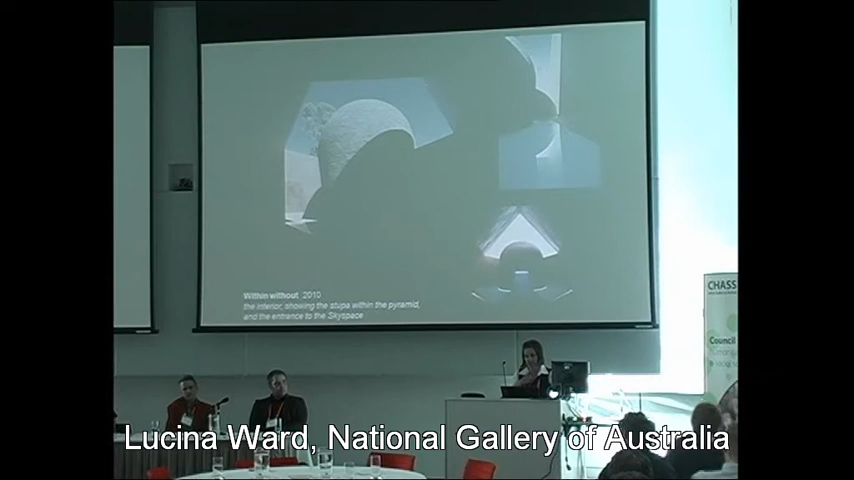 Within without 2010
the interior, showing the stupa within the pyramid,
and the entrance to the Skyspace
CHASS
Council
Lucina Ward, National Gallery of Australia